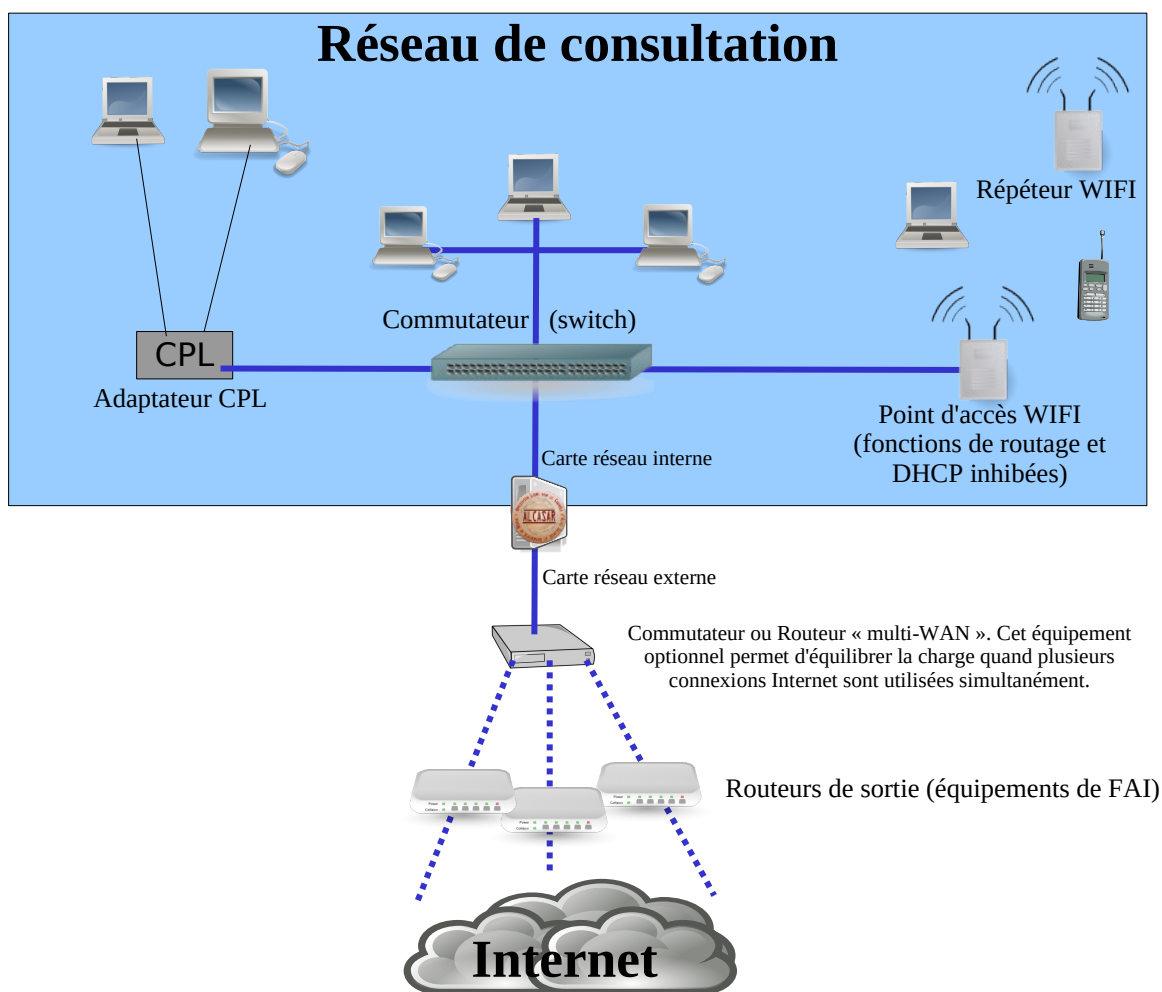 Réseau de consultation
Répéteur WIFI
Commutateur (switch)
CPL
Adaptateur CPL
Point d'accès WIFI
(fonctions de routage et
DHCP inhibées)
Carte réseau interne
ALCASAR
Carte réseau externe
Commutateur ou Routeur « multi-WAN ». Cet équipement
optionnel permet d'équilibrer la charge quand plusieurs
connexions Internet sont utilisées simultanément.
Routeurs de sortie (équipements de FAI)
Internet